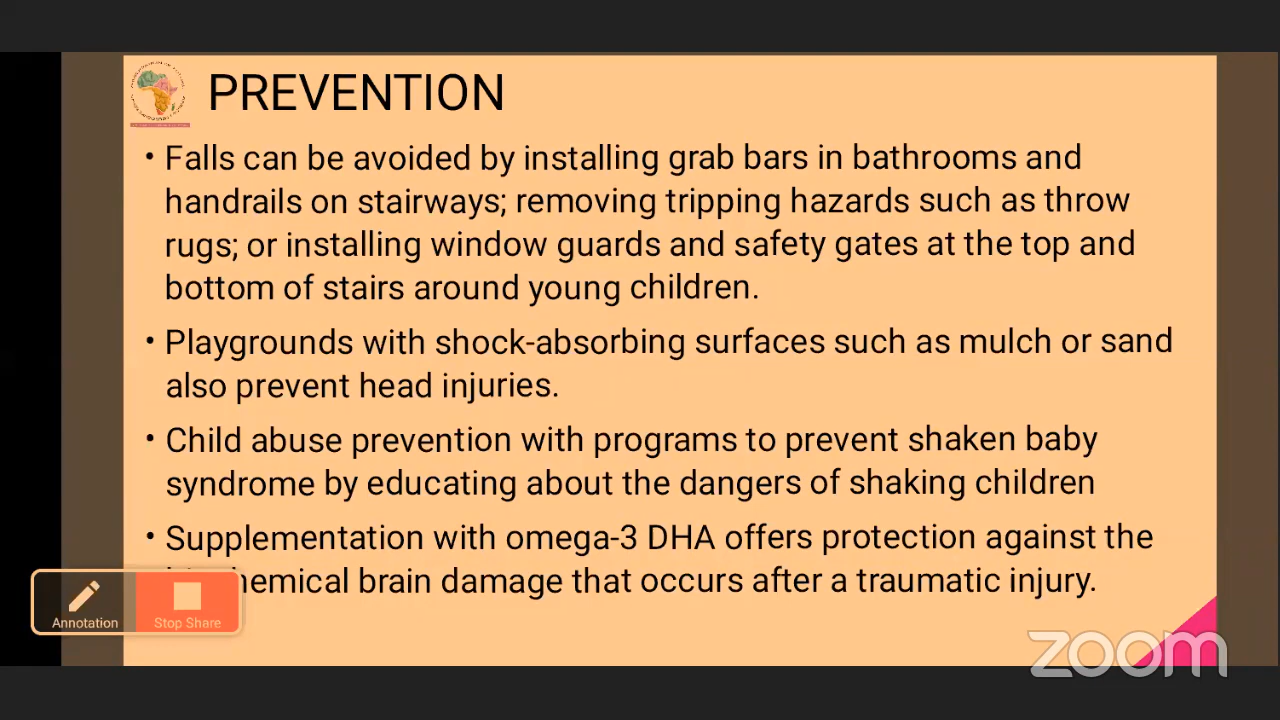 PREVENTION
• Falls can be avoided by installing grab bars in bathrooms and
handrails on stairways; removing tripping hazards such as throw
rugs; or installing window guards and safety gates at the top and
bottom of stairs around young children.
• Playgrounds with shock-absorbing surfaces such as mulch or sand
also prevent head injuries.
• Child abuse prevention with programs to prevent shaken baby
syndrome by educating about the dangers of shaking children
• Supplementation with omega-3 DHA offers protection against the
brain damage that occurs after a traumatic injury.
Annotation
Stop Share
zoom